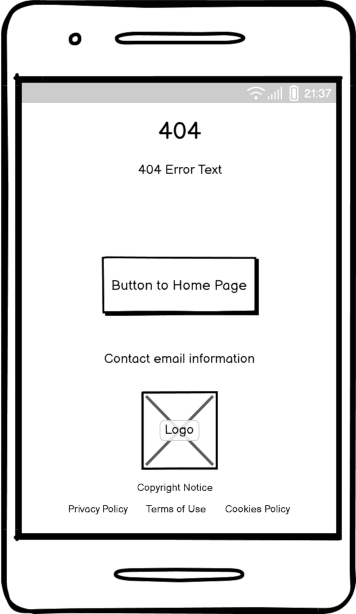 21:37
404
404 Error Text
Button to Home Page
Contact email information
Logo
Copyright Notice
Privacy Policy Terms of Use Cookies Policy